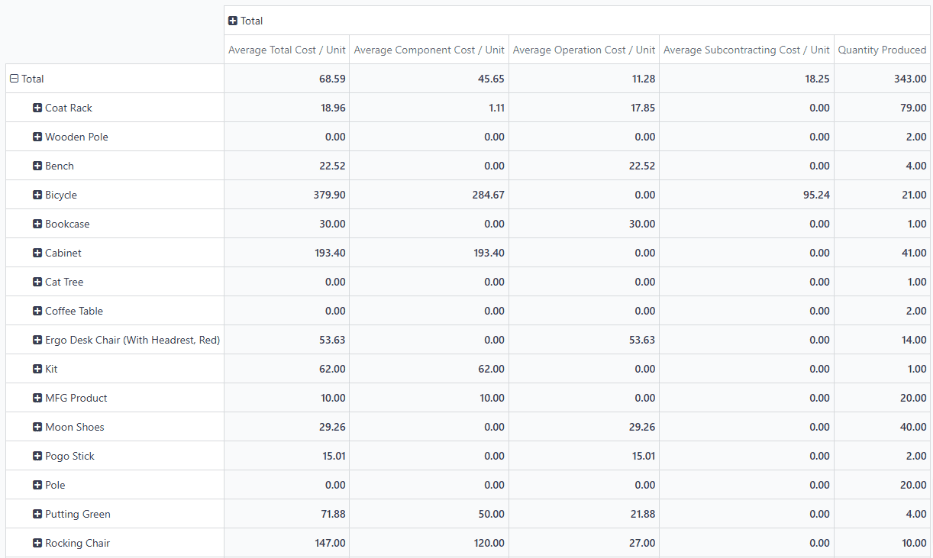 Total
Average Total Cost / Unit Average Component Cost / Unit Average Operation Cost / Unit Average Subcontracting Cost / Unit Quantity Produced
Total 68.59 45.65 11.28 18.25 343.00
Coat Rack 18.96 1.11 17.85 0.00 79.00
Wooden Pole 0.00 0.00 0.00 0.00 2.00
Bench 22.52 0.00 22.52 0.00 4.00
Bicycle 379.90 284.67 0.00 95.24 21.00
Bookcase 30.00 0.00 30.00 0.00 1.00
Cabinet 193.40 193.40 0.00 0.00 41.00
Cat Tree 0.00 0.00 0.00 0.00 1.00
Coffee Table 0.00 0.00 0.00 0.00 2.00
Ergo Desk Chair (With Headrest, Red) 53.63 0.00 53.63 0.00 14.00
Kit 62.00 62.00 0.00 0.00 1.00
MFG Product 10.00 10.00 0.00 0.00 20.00
Moon Shoes 29.26 0.00 29.26 0.00 40.00
Pogo Stick 15.01 0.00 15.01 0.00 2.00
Pole 0.00 0.00 0.00 0.00 20.00
Putting Green 71.88 50.00 21.88 0.00 4.00
Rocking Chair 147.00 120.00 27.00 0.00 10.00